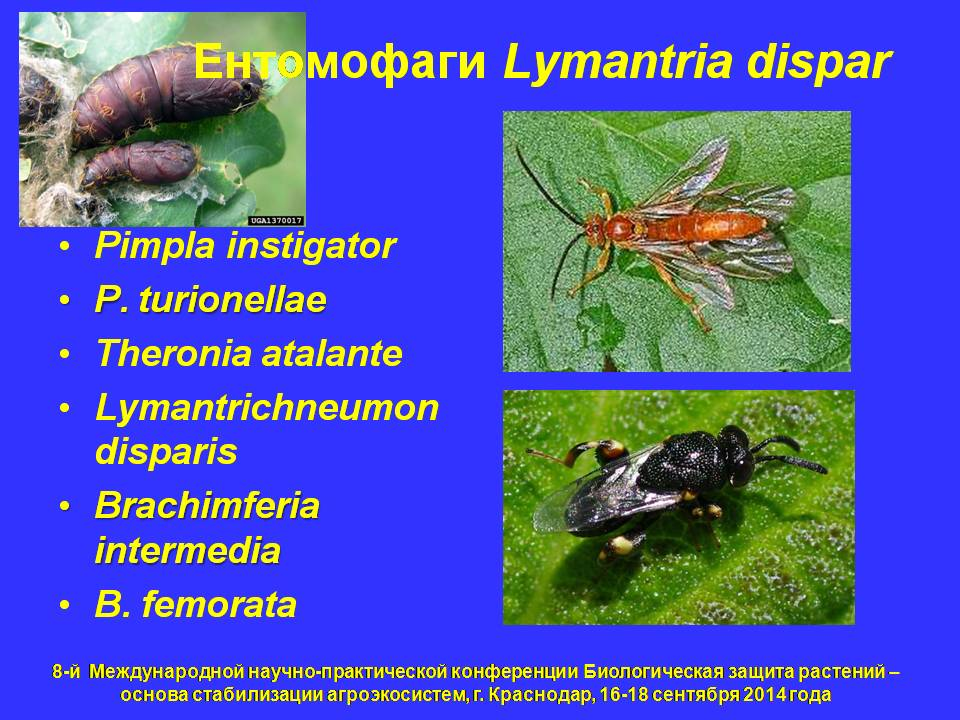 Ентомофаги Lymantria dispar
UGA1370017
• Pimpla instigator
• P. turionellae
• Theronia atalante
• Lymantrichneumon
disparis
• Brachimferia
intermedia
• B. femorata
8-й Международной научно-практической конференции Биологическая защита растений –
основа стабилизации агроэкосистем, г. Краснодар, 16-18 сентября 2014 года